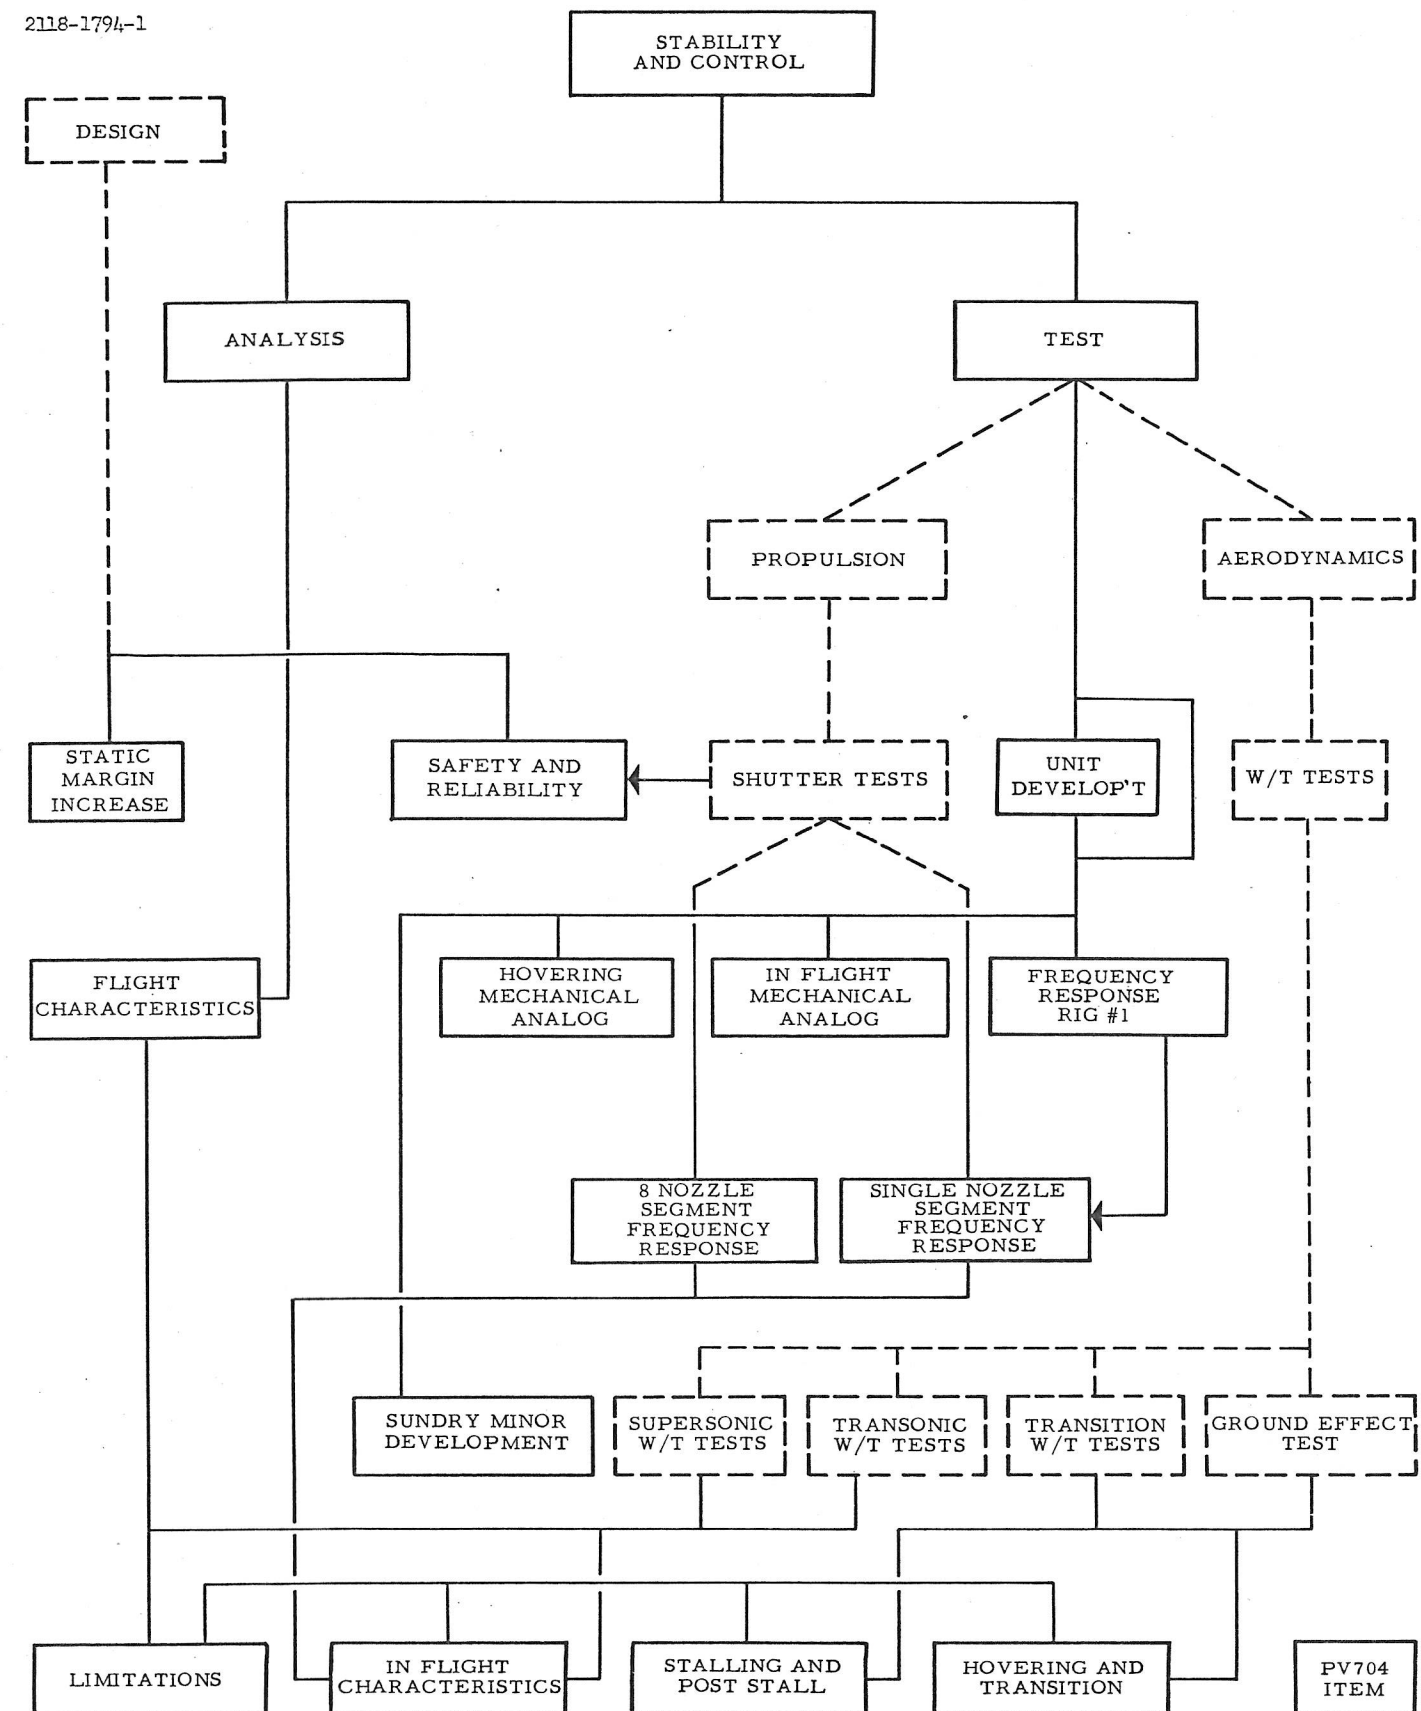 2118-1794-1
STABILITY
AND CONTROL
DESIGN
ANALYSIS
TEST
PROPULSION
AERODYNAMICS
STATIC
MARGIN
INCREASE
SAFETY AND
RELIABILITY
SHUTTER TESTS
UNIT
DEVELOP'T
W/T TESTS
FLIGHT
CHARACTERISTICS
HOVERING
MECHANICAL
ANALOG
IN FLIGHT
MECHANICAL
ANALOG
FREQUENCY
RESPONSE
RIG #1
8 NOZZLE
SEGMENT
FREQUENCY
RESPONSE
SINGLE NOZZLE
SEGMENT
FREQUENCY
RESPONSE
SUNDRY MINOR
DEVELOPMENT
SUPERSONIC
W/T TESTS
TRANSONIC
W/T TESTS
TRANSITION
W/T TESTS
GROUND EFFECT
TEST
LIMITATIONS
IN FLIGHT
CHARACTERISTICS
STALLING AND
POST STALL
HOVERING AND
TRANSITION
PV704
ITEM